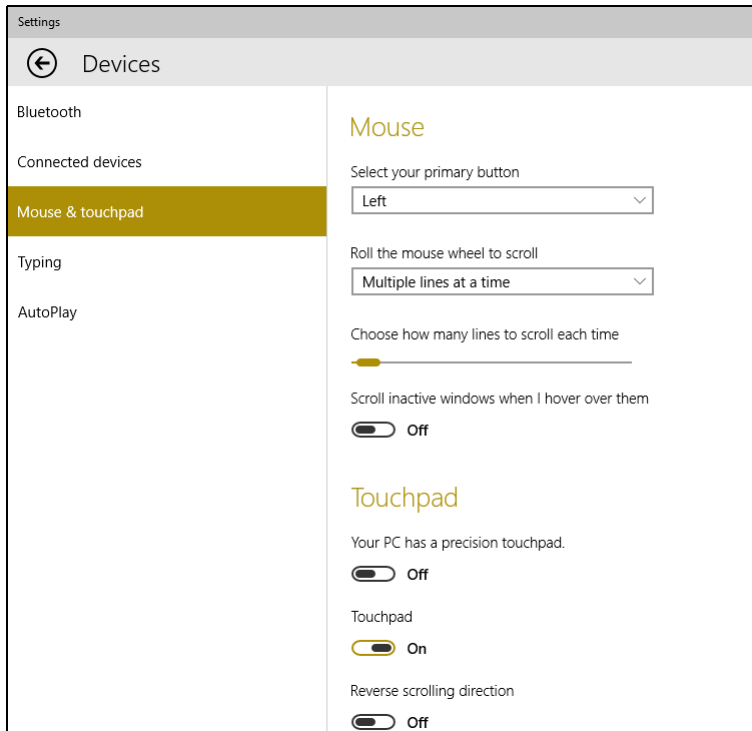 Settings
Devices
Bluetooth
Connected devices
Mouse & touchpad
Typing
AutoPlay
Mouse
Select your primary button
Left
Roll the mouse wheel to scroll
Multiple lines at a time
Choose how many lines to scroll each time
Scroll inactive windows when I hover over them
Off
Touchpad
Your PC has a precision touchpad.
Off
Touchpad
On
Reverse scrolling direction
Off